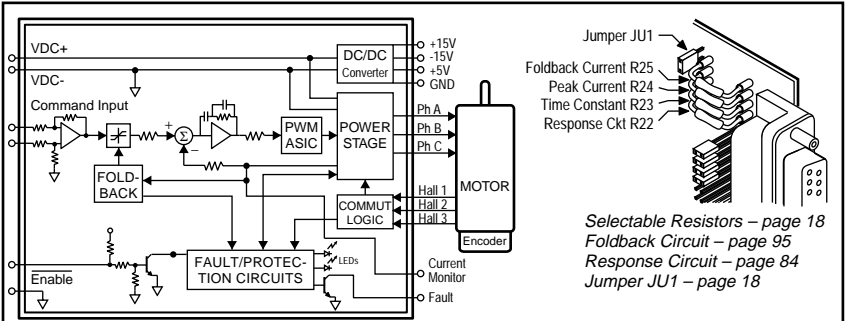 VDC+
VDC-
Command Input
+
−
Σ
FOLD-
BACK
PWM
ASIC
DC/DC
Converter
POWER
STAGE
COMMUT
LOGIC
FAULT/PROTEC-
TION CIRCUITS
LEDs
Enable
+15V
-15V
+5V
GND
Ph A
Ph B
Ph C
Hall 1
Hall 2
Hall 3
MOTOR
Encoder
Current
Monitor
Fault
Jumper JU1
Foldback Current R25
Peak Current R24
Time Constant R23
Response Ckt R22
Selectable Resistors – page 18
Foldback Circuit – page 95
Response Circuit – page 84
Jumper JU1 – page 18